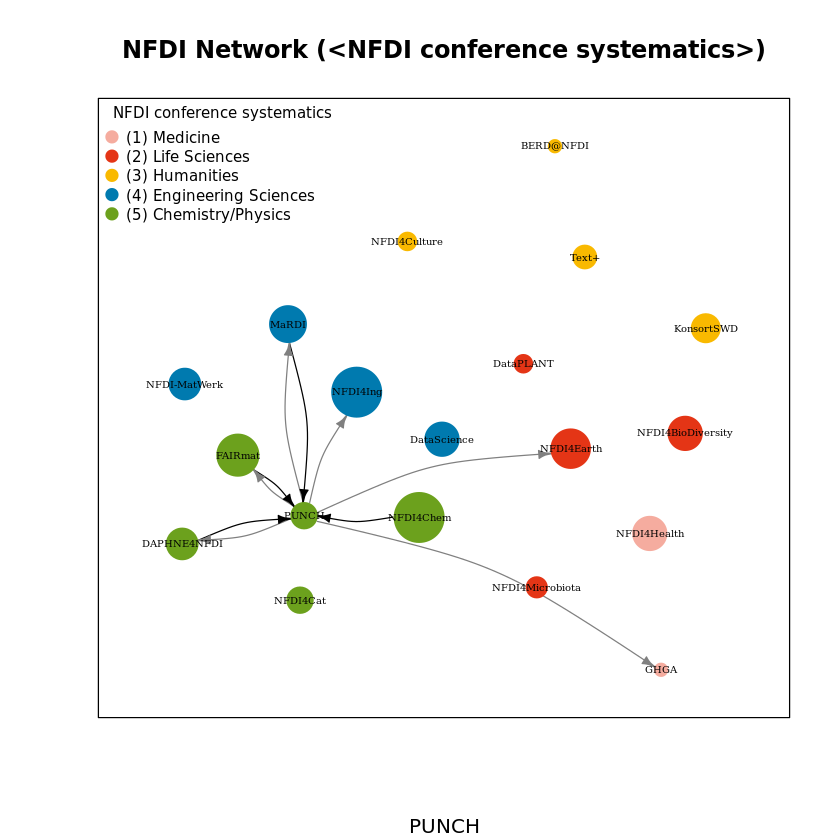 NFDI Network (<NFDI conference systematics>)
NFDI conference systematics
(1) Medicine
(2) Life Sciences
(3) Humanities
(4) Engineering Sciences
(5) Chemistry/Physics
BERD@NFDI
NFDI4Culture
Text+
MaRDI
KonsortSWD
DataPLANT
NFDI-MatWerk
NFDI4Ing
NFDI4BioDiversity
DataScience
NFDI4Earth
FAIRmat
PUNCH
NFDI4Chem
NFDI4Health
DAPHNE4NFDI
NFDI4Microbiota
NFDI4Cat
GHGA
PUNCH